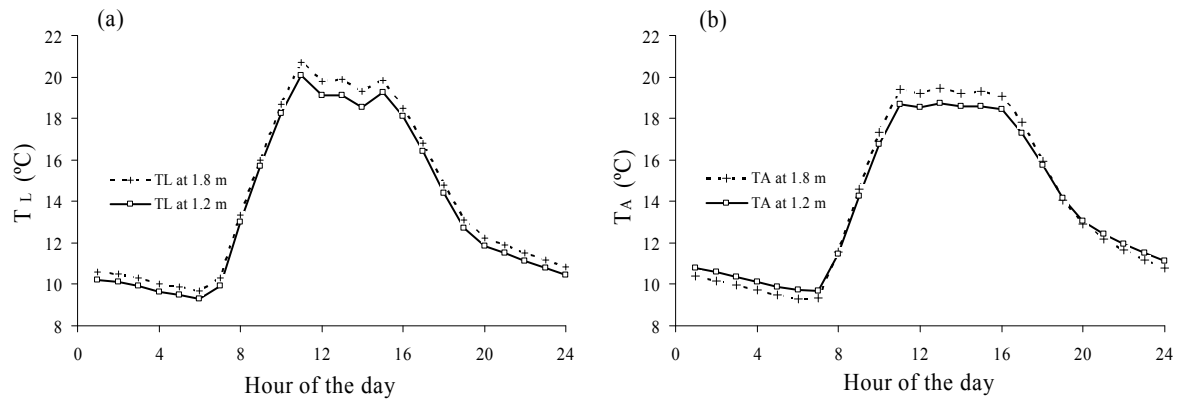 (a)
22
20
18
16
14
12
10
8
T L (ºC)
TL at 1.8 m
TL at 1.2 m
0 4 8 12 16 20 24
Hour of the day
(b)
22
20
18
16
14
12
10
8
T A (ºC)
TA at 1.8 m
TA at 1.2 m
0 4 8 12 16 20 24
Hour of the day